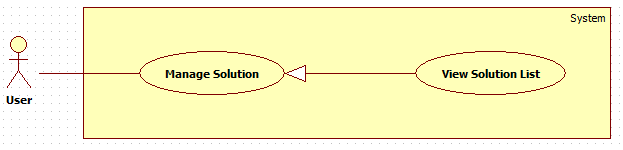 System
Manage Solution
View Solution List
User